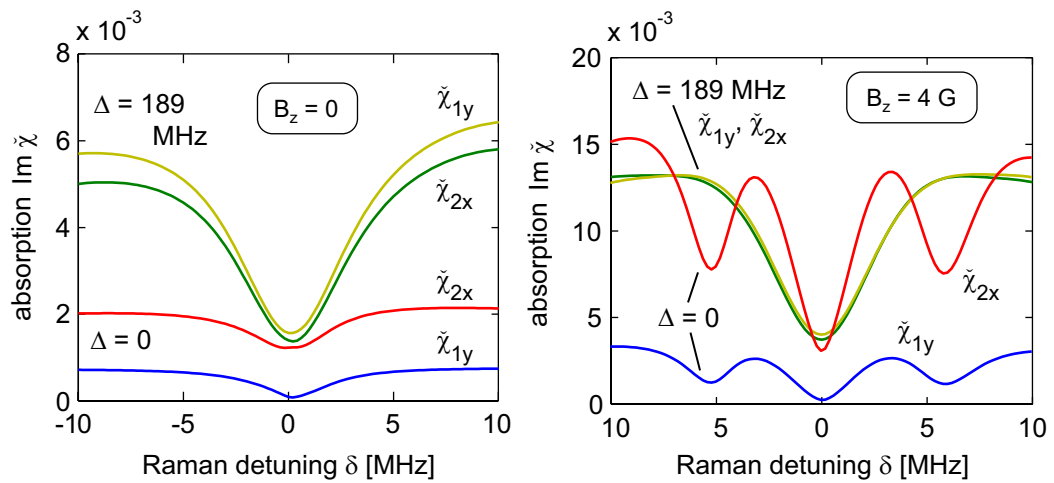 x 10⁻³
8
6
4
2
0
Δ = 189
MHz
B_z = 0
χ̌_1y
χ̌_2x
χ̌_2x
Δ = 0
χ̌_1y
-10 -5 0 5 10
Raman detuning δ [MHz]
absorption Im χ̌
x 10⁻³
20
15
10
5
0
Δ = 189 MHz
χ̌_1y, χ̌_2x
B_z = 4 G
χ̌_2x
Δ = 0
χ̌_1y
10 5 0 5 10
Raman detuning δ [MHz]
absorption Im χ̌